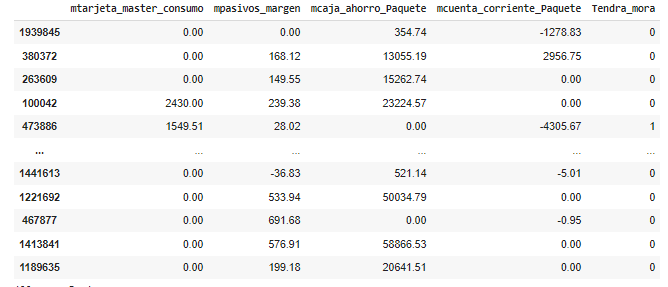 mtarjeta_master_consumo mpasivos_margen mcaja_ahorro_Paquete mcuenta_corriente_Paquete Tendra_mora
1939845 0.00 0.00 354.74 -1278.83 0
380372 0.00 168.12 13055.19 2956.75 0
263609 0.00 149.55 15262.74 0.00 0
100042 2430.00 239.38 23224.57 0.00 0
473886 1549.51 28.02 0.00 -4305.67 1
... ... ... ... ... ...
1441613 0.00 -36.83 521.14 -5.01 0
1221692 0.00 533.94 50034.79 0.00 0
467877 0.00 691.68 0.00 -0.95 0
1413841 0.00 576.91 58866.53 0.00 0
1189635 0.00 199.18 20641.51 0.00 0